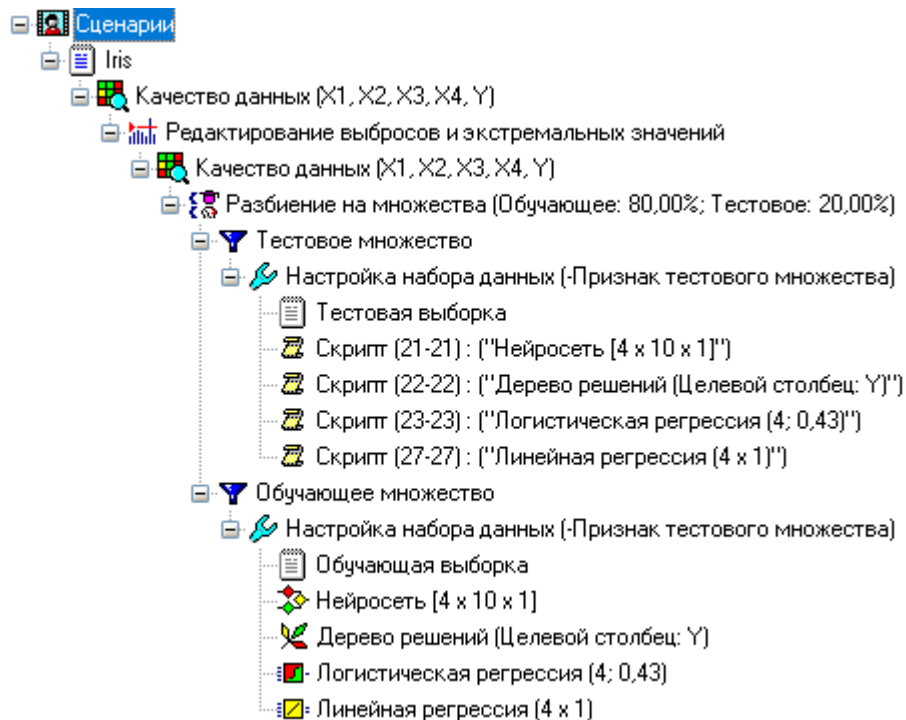 Сценарии
Iris
Качество данных (X1, X2, X3, X4, Y)
Редактирование выбросов и экстремальных значений
Качество данных (X1, X2, X3, X4, Y)
Разбиение на множества (Обучающее: 80,00%; Тестовое: 20,00%)
Тестовое множество
Настройка набора данных (-Признак тестового множества)
Тестовая выборка
Скрипт (21-21) : ("Нейросеть [4 x 10 x 1]")
Скрипт (22-22) : ("Дерево решений (Целевой столбец: Y)")
Скрипт (23-23) : ("Логистическая регрессия (4; 0,43)")
Скрипт (27-27) : ("Линейная регрессия (4 x 1)")
Обучающее множество
Настройка набора данных (-Признак тестового множества)
Обучающая выборка
Нейросеть [4 x 10 x 1]
Дерево решений (Целевой столбец: Y)
Логистическая регрессия (4; 0,43)
Линейная регрессия (4 x 1)